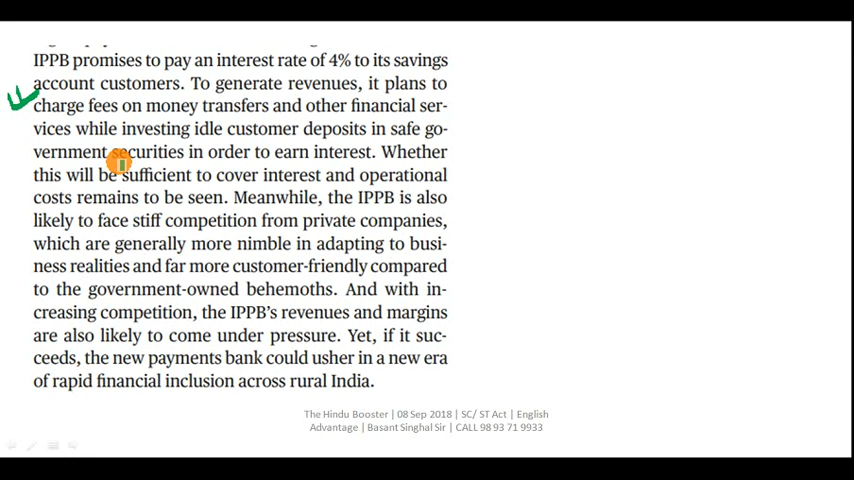 IPPB promises to pay an interest rate of 4% to its savings
account customers. To generate revenues, it plans to
charge fees on money transfers and other financial ser-
vices while investing idle customer deposits in safe go-
vernment securities in order to earn interest. Whether
this will be sufficient to cover interest and operational
costs remains to be seen. Meanwhile, the IPPB is also
likely to face stiff competition from private companies,
which are generally more nimble in adapting to busi-
ness realities and far more customer-friendly compared
to the government-owned behemoths. And with in-
creasing competition, the IPPB's revenues and margins
are also likely to come under pressure. Yet, if it suc-
ceeds, the new payments bank could usher in a new era
of rapid financial inclusion across rural India.
The Hindu Booster | 08 Sep 2018 | SC/ ST Act | English
Advantage | Basant Singhal Sir | CALL 98 93 71 9933